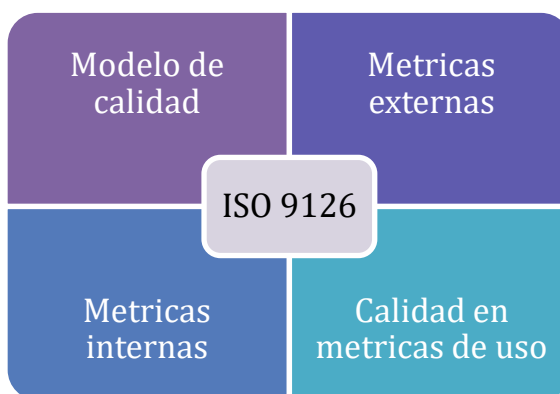 Modelo de
calidad
Metricas
externas
ISO 9126
Metricas
internas
Calidad en
metricas de uso